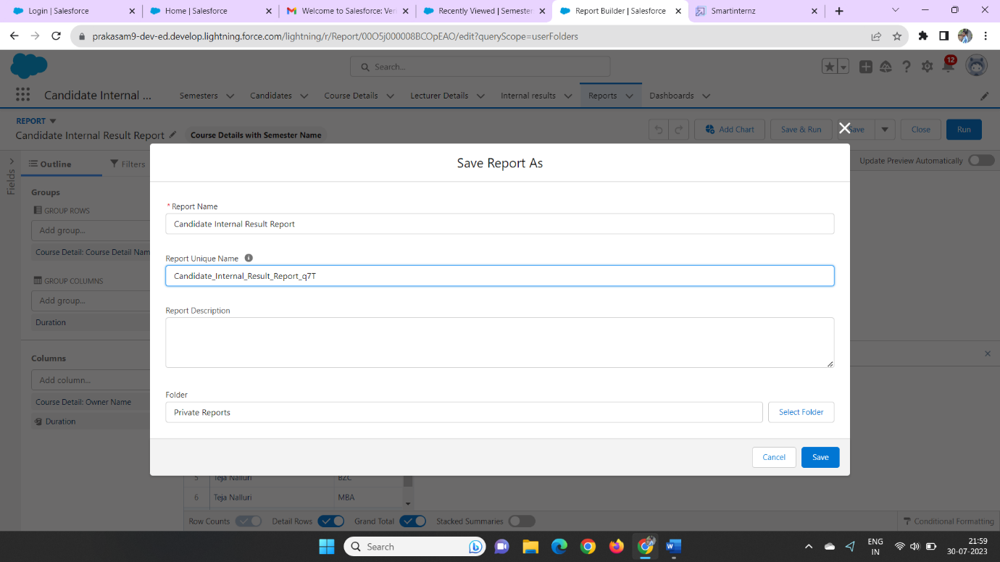 Login | Salesforce
Home | Salesforce
Welcome to Salesforce: Ver
Recently Viewed | Semester
Report Builder | Salesforce
Smartinternz
prakasam9-dev-ed.develop.lightning.force.com/lightning/r/Report/00O5j000008BCOpEAO/edit?queryScope=userFolders
Search...
12
Candidate Internal ...
Semesters
Candidates
Course Details
Lecturer Details
Internal results
Reports
Dashboards
REPORT
Candidate Internal Result Report
Course Details with Semester Name
Add Chart
Save & Run
Save
Close
Run
Fields
Outline
Filters
Update Preview Automatically
Groups
GROUP ROWS
Add group...
Course Detail: Course Detail Nam
GROUP COLUMNS
Add group...
Duration
Columns
Add column...
Course Detail: Owner Name
Duration
Save Report As
* Report Name
Candidate Internal Result Report
Report Unique Name
Candidate_Internal_Result_Report_q7T
Report Description
Folder
Private Reports
Select Folder
Cancel
Save
5 Teja Nalluri BZC
6 Teja Nalluri MBA
Row Counts
Detail Rows
Grand Total
Stacked Summaries
Conditional Formatting
Search
ENG
IN
21:59
30-07-2023